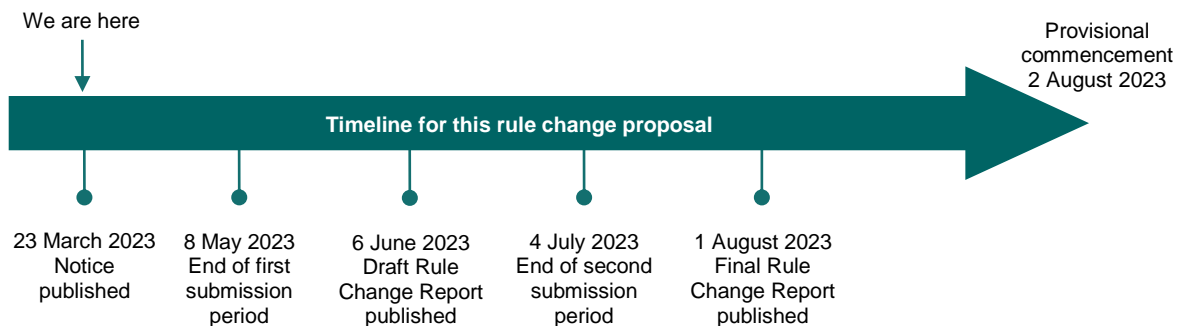 We are here
Provisional
commencement
2 August 2023
Timeline for this rule change proposal
23 March 2023
Notice
published
8 May 2023
End of first
submission
period
6 June 2023
Draft Rule
Change Report
published
4 July 2023
End of second
submission
period
1 August 2023
Final Rule
Change Report
published